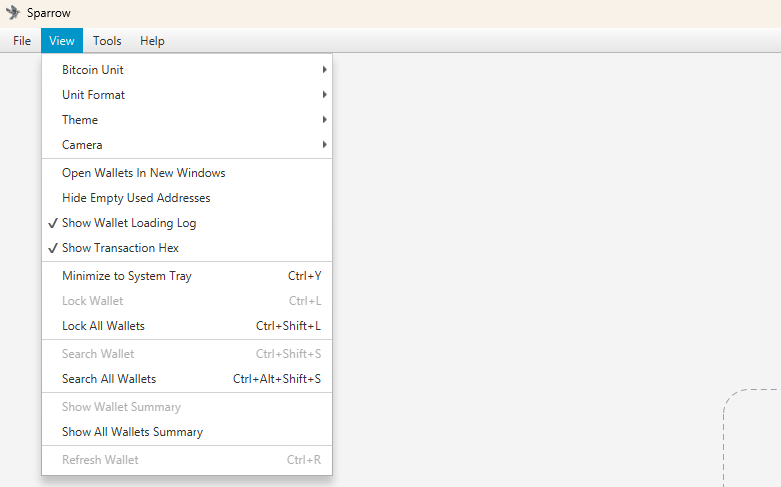 Sparrow
File View Tools Help
Bitcoin Unit
Unit Format
Theme
Camera
Open Wallets In New Windows
Hide Empty Used Addresses
Show Wallet Loading Log
Show Transaction Hex
Minimize to System Tray Ctrl+Y
Lock Wallet Ctrl+L
Lock All Wallets Ctrl+Shift+L
Search Wallet Ctrl+Shift+S
Search All Wallets Ctrl+Alt+Shift+S
Show Wallet Summary
Show All Wallets Summary
Refresh Wallet Ctrl+R